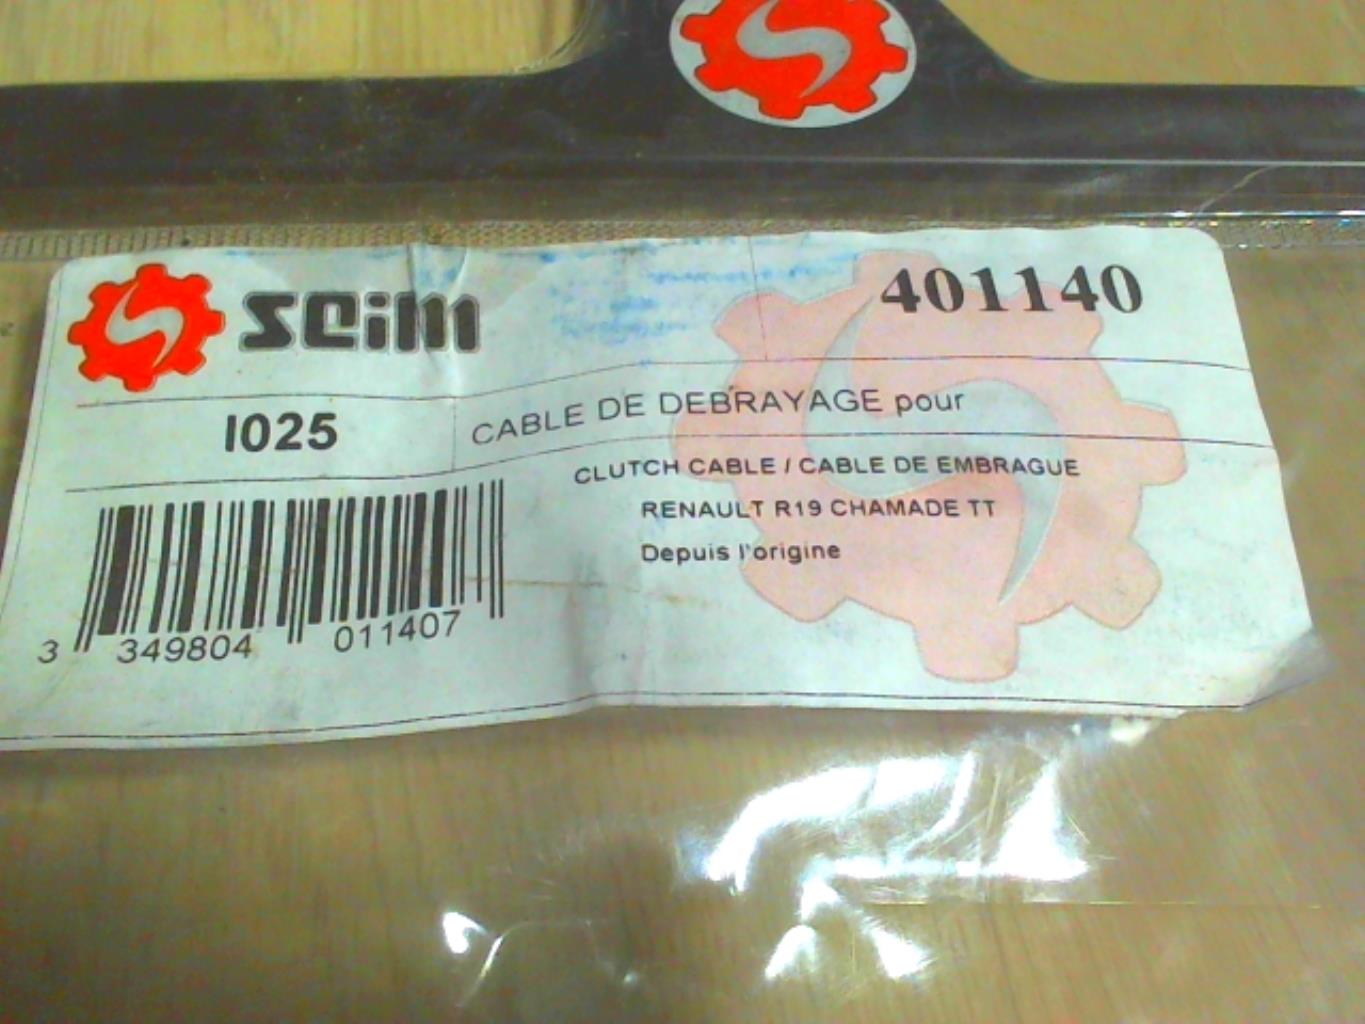 seim
401140
I025
CABLE DE DEBRAYAGE pour
CLUTCH CABLE / CABLE DE EMBRAGUE
RENAULT R19 CHAMADE TT
Depuis l'origine
3 349804 011407